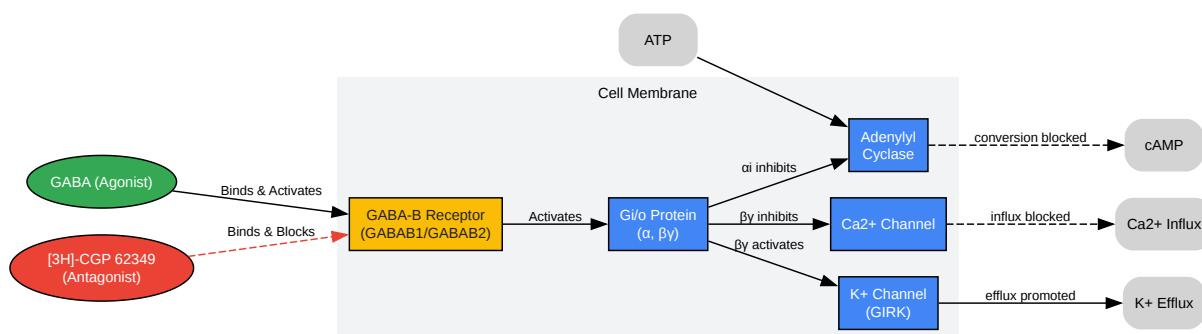 ATP
Cell Membrane
Adenylyl
Cyclase
conversion blocked
cAMP
αi inhibits
GABA (Agonist)
Binds & Activates
GABA-B Receptor
(GABAB1/GABAB2)
Activates
Gi/o Protein
(α, βγ)
βγ inhibits
Ca2+ Channel
influx blocked
Ca2+ Influx
Binds & Blocks
[3H]-CGP 62349
(Antagonist)
βγ activates
K+ Channel
(GIRK)
efflux promoted
K+ Efflux